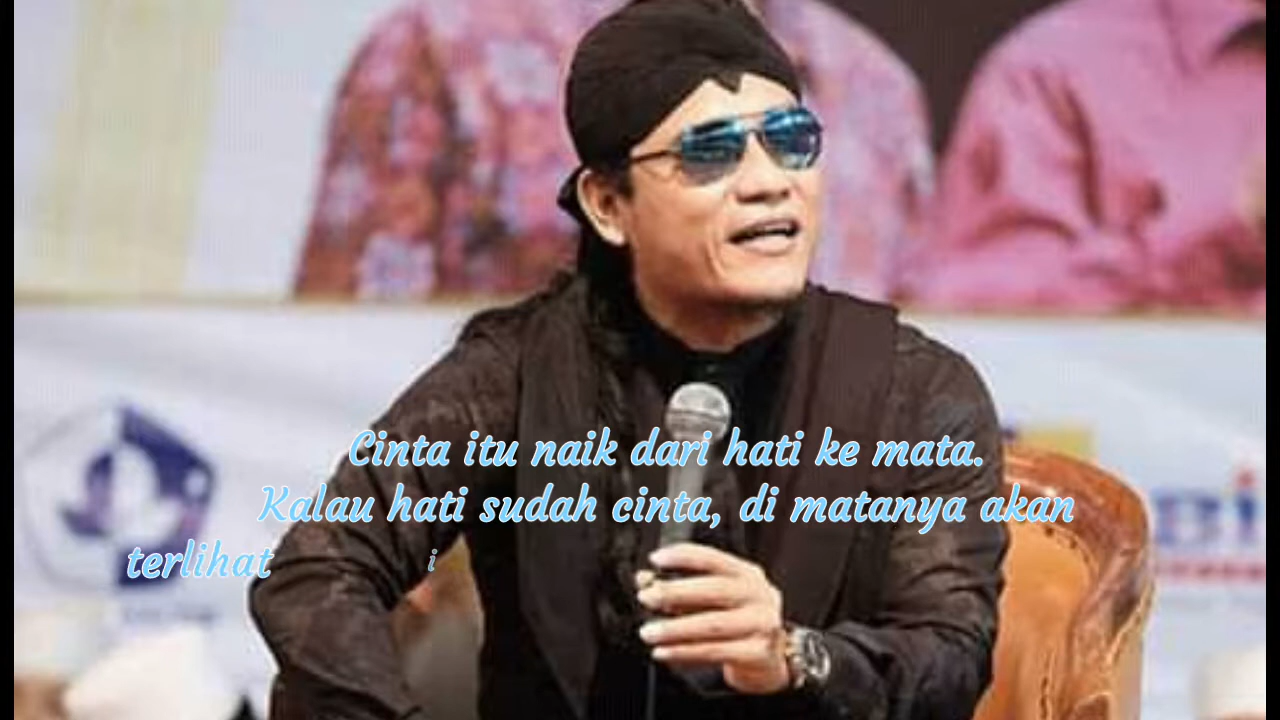 Cinta itu naik dari hati ke mata.
Kalau hati sudah cinta, di matanya akan
terlihat i